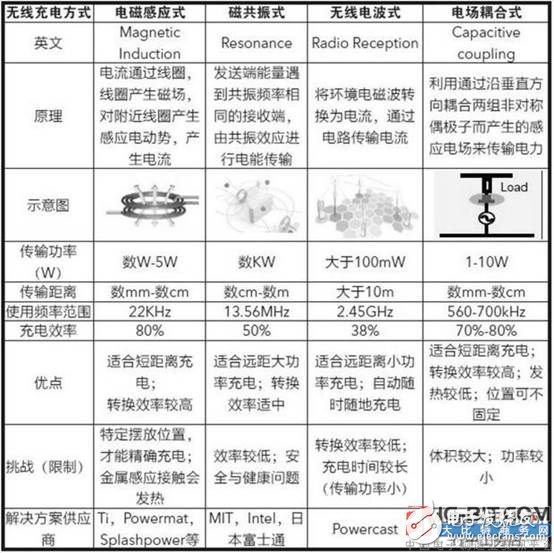 无线充电方式 电磁感应式 磁共振式 无线电波式 电场耦合式
英文 Magnetic Induction Resonance Radio Reception Capacitive coupling
原理
电流通过线圈，
线圈产生磁场，
对附近线圈产生
感应电动势，产
生电流
发送端能量遇
到共振频率相
同的接收端，
由共振效应进
行电能传输
将环境电磁波转
换为电流，通过
电路传输电流
利用通过沿垂直方
向耦合两组非对称
偶极子而产生的感
应电场来传输电力
示意图
Load
传输功率
（W）
数W-5W 数KW 大于100mW 1-10W
传输距离 数mm-数cm 数cm-数m 大于10m 数mm-数cm
使用频率范围 22KHz 13.56MHz 2.45GHz 560-700kHz
充电效率 80% 50% 38% 70%-80%
优点
适合短距离充
电；
转换效率较高
适合远距大功
率充电；转换
效率适中
适合远距离小功
率充电；自动随
时随地充电
适合短距离充电；
转换效率较高；发
热较低；位置可不
固定
挑战（限制）
特定摆放位置，
才能精确充电；
金属感应接触会
发热
效率较低；安
全与健康问题
转换效率较低；
充电时间较长
（传输功率小）
体积较大；功率较
小
解决方案供应
商
Ti，Powermat，
Splashpower等
MIT，Intel，日
本富士通
Powercast